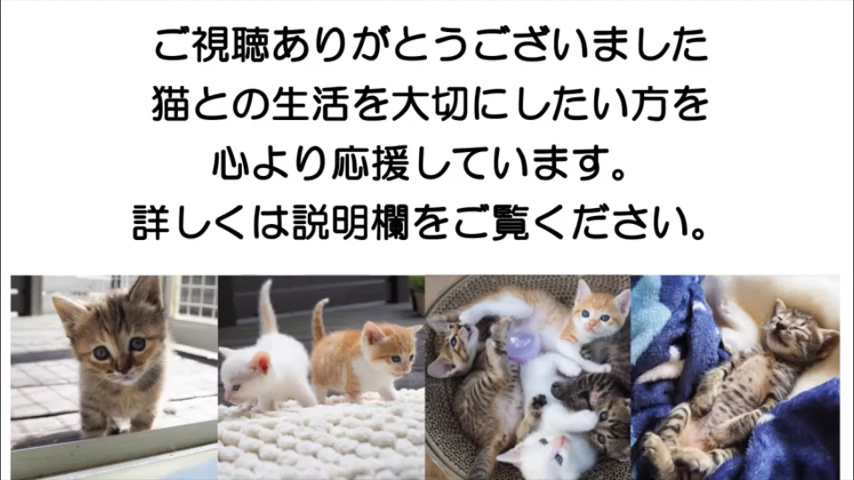 ご視聴ありがとうございました
猫との生活を大切にしたい方を
心より応援しています。
詳しくは説明欄をご覧ください。